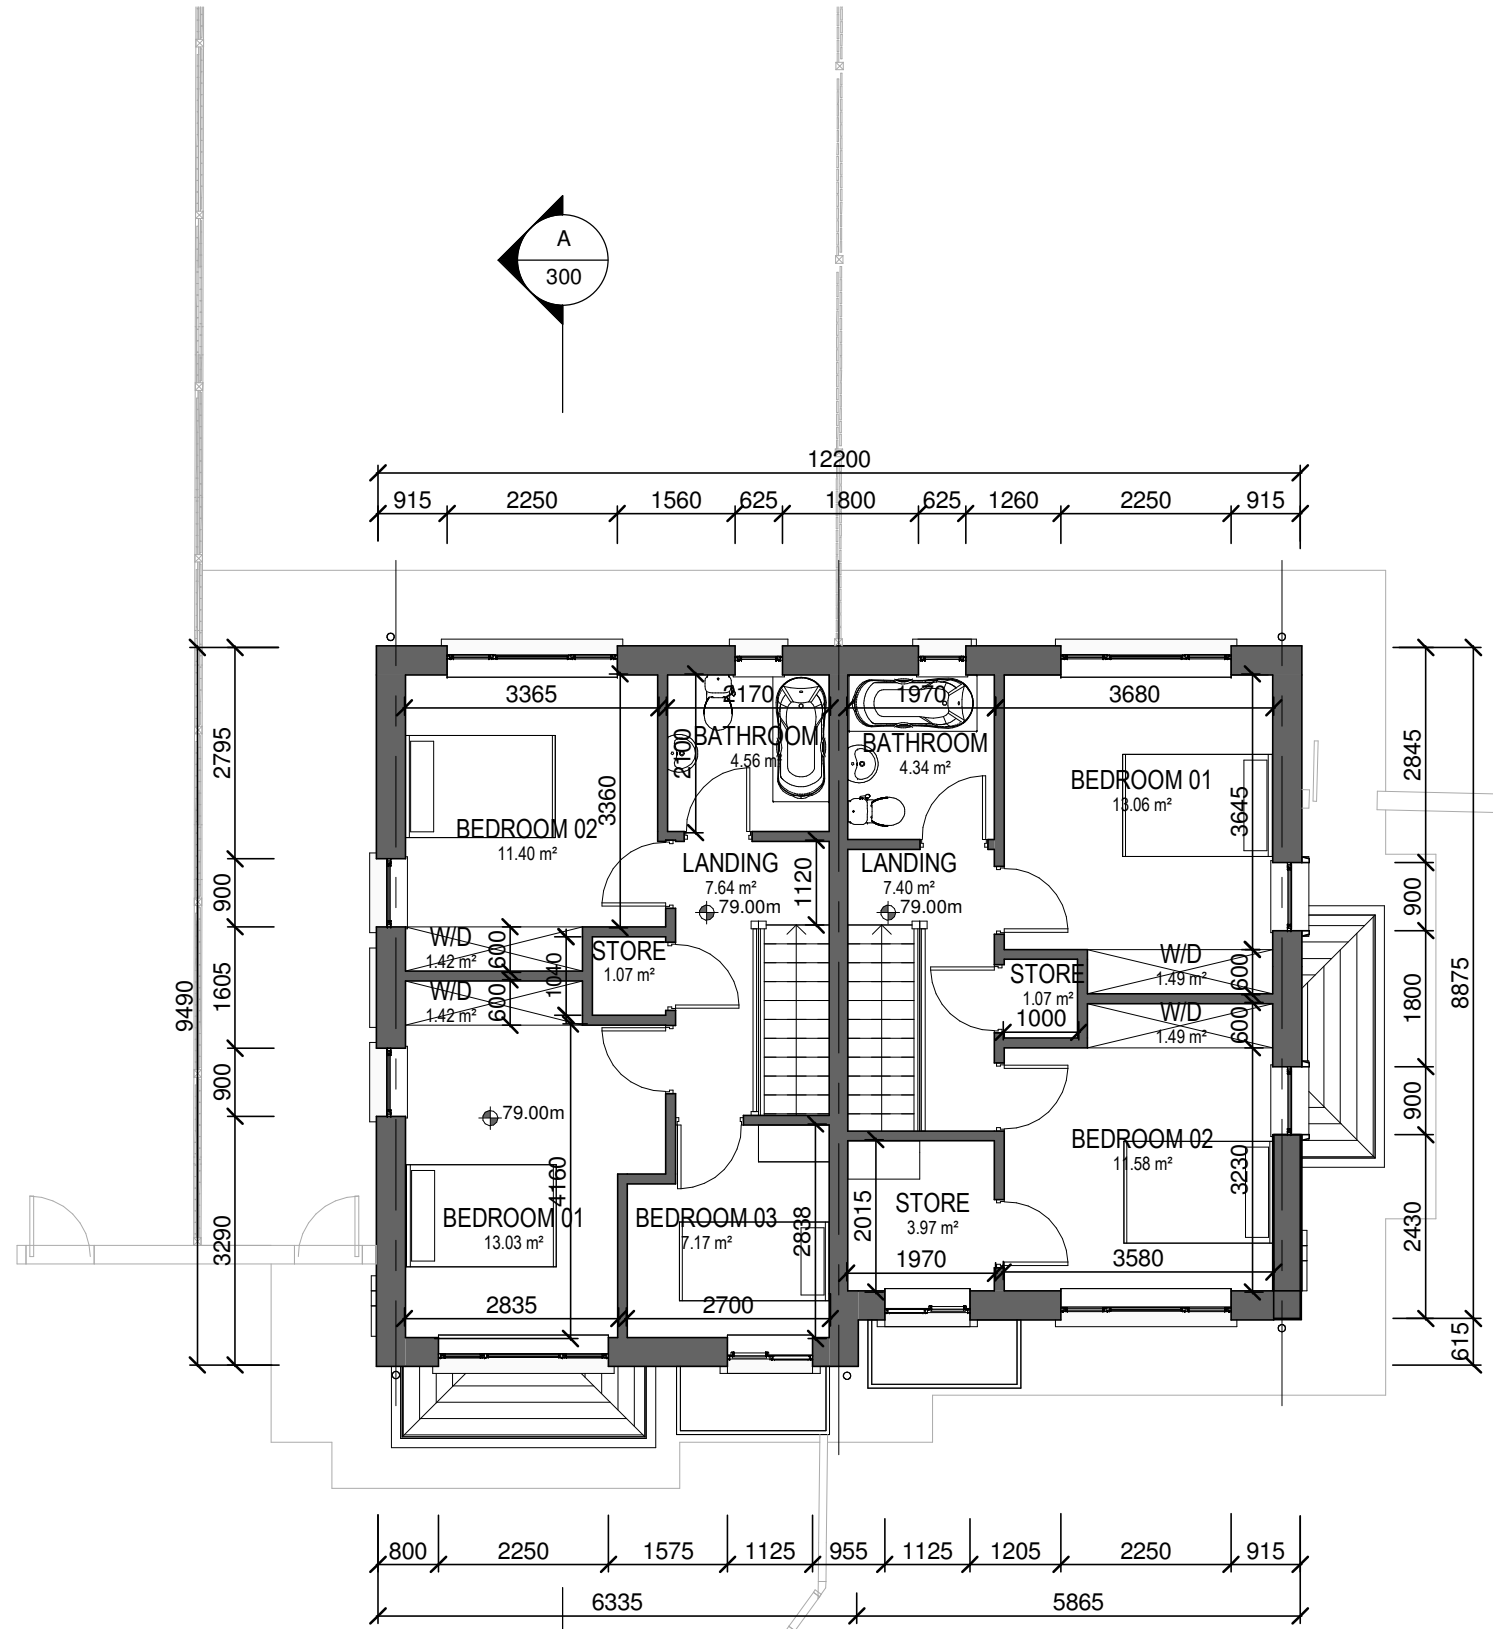 A
300
12200
915 2250 1560 625 1800 625 1260 2250 915
3365 2170 1970 3680
BATHROOM
4.56 m²
2100
BATHROOM
4.34 m²
2795
2845
BEDROOM 01
13.06 m²
3645
3360
BEDROOM 02
11.40 m²
LANDING
7.64 m²
79.00m
1120
LANDING
7.40 m²
79.00m
900
900
W/D
1.42 m²
600
1040
STORE
1.07 m²
W/D
1.42 m²
600
STORE
1.07 m²
1000
W/D
1.49 m²
600
W/D
1.49 m²
600
9490
1605
1800
8875
900
900
79.00m
4160
BEDROOM 01
13.03 m²
BEDROOM 03
7.17 m²
2838
2015
STORE
3.97 m²
BEDROOM 02
11.58 m²
3230
3290
2430
1970
3580
2835
2700
615
800 2250 1575 1125 955 1125 1205 2250 915
6335 5865